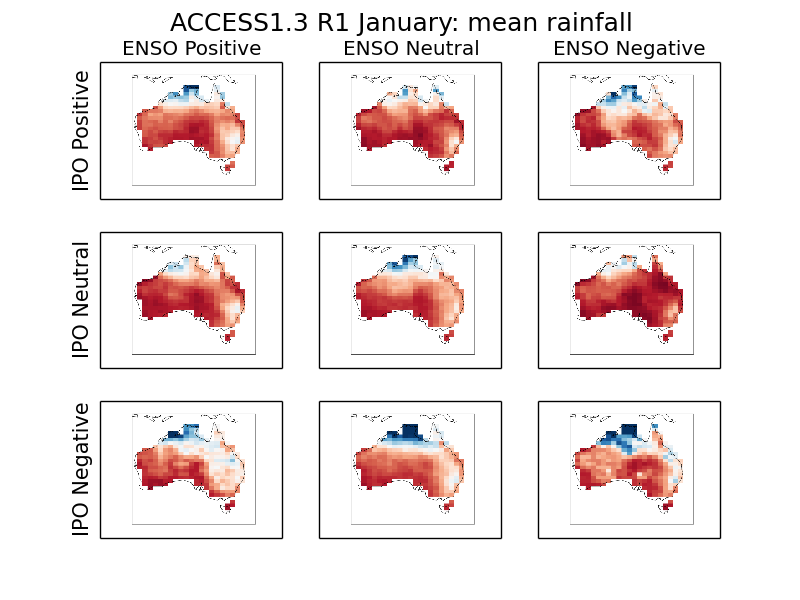 ACCESS1.3 R1 January: mean rainfall
ENSO Positive
ENSO Neutral
ENSO Negative
IPO Positive
IPO Neutral
IPO Negative